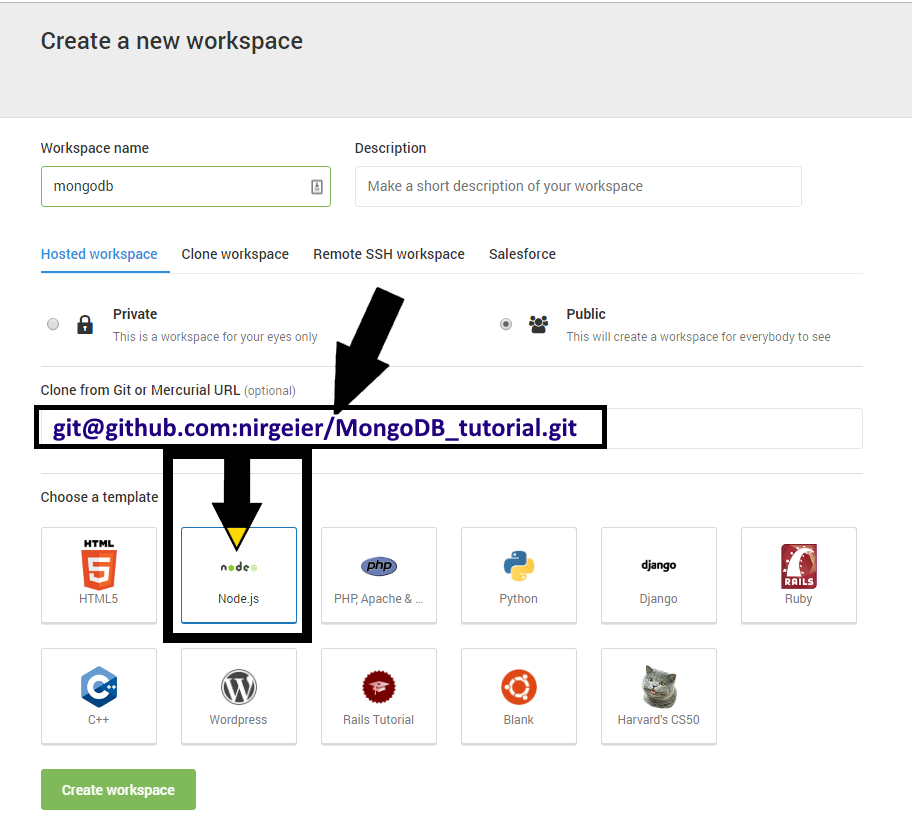 Create a new workspace
Workspace name Description
mongodb Make a short description of your workspace
Hosted workspace Clone workspace Remote SSH workspace Salesforce
Private Public
This is a workspace for your eyes only This will create a workspace for everybody to see
Clone from Git or Mercurial URL (optional)
git@github.com:nirgeier/MongoDB_tutorial.git
Choose a template
HTML 5 node php django RAILS
HTML5 Node.js PHP, Apache & ... Python Django Ruby
C W
C++ Wordpress Rails Tutorial Blank Harvard's CS50
Create workspace